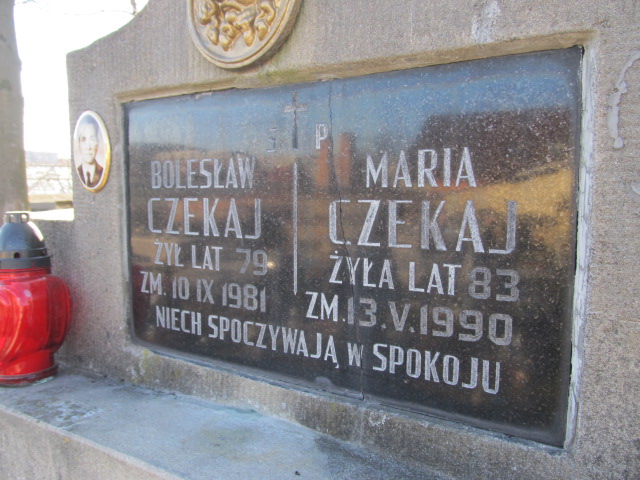 Ś P
BOLESŁAW
CZEKAJ
ŻYŁ LAT 79
ZM. 10 IX 1981
MARIA
CZEKAJ
ŻYŁA LAT 83
ZM. 13.V.1990
NIECH SPOCZYWAJĄ W SPOKOJU